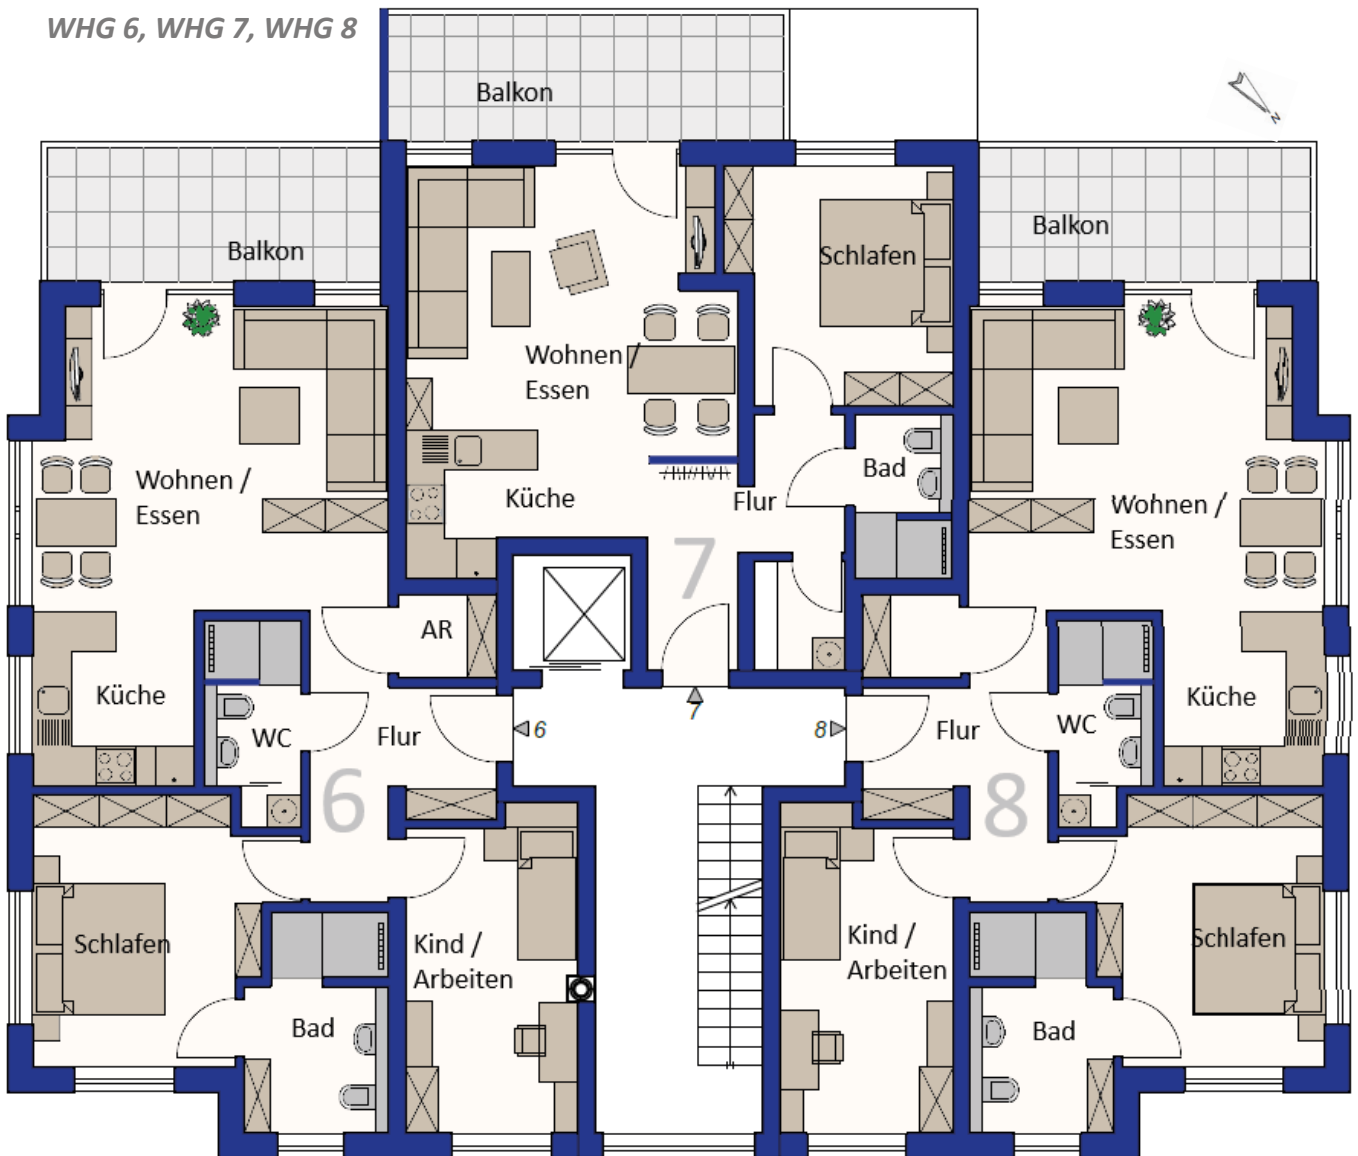 WHG 6, WHG 7, WHG 8
N
Balkon
Balkon
Balkon
Schlafen
Wohnen /
Essen
Wohnen /
Essen
Küche
Flur
Bad
Wohnen /
Essen
7
AR
Küche
WC
Flur
6
7
8
Flur
WC
Küche
6
8
Schlafen
Kind /
Arbeiten
Bad
Kind /
Arbeiten
Schlafen
Bad